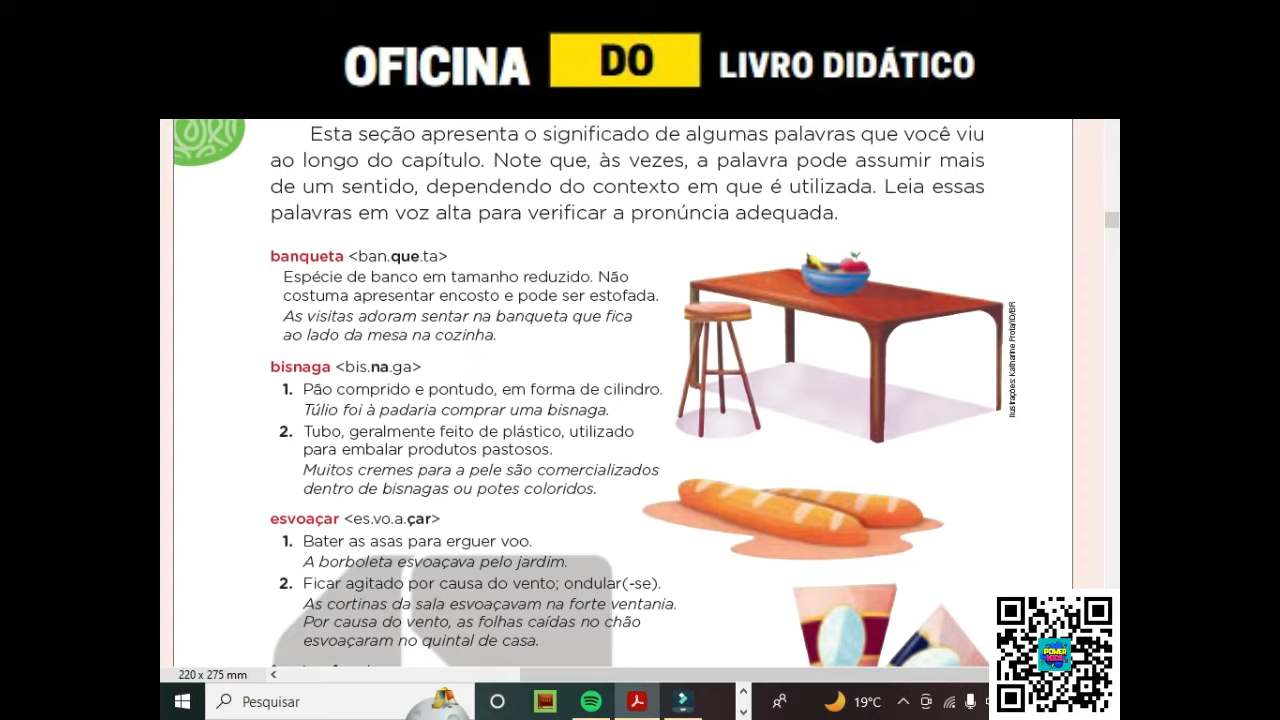 OFICINA DO LIVRO DIDÁTICO
Esta seção apresenta o significado de algumas palavras que você viu
ao longo do capítulo. Note que, às vezes, a palavra pode assumir mais
de um sentido, dependendo do contexto em que é utilizada. Leia essas
palavras em voz alta para verificar a pronúncia adequada.
banqueta <ban.que.ta>
Espécie de banco em tamanho reduzido. Não
costuma apresentar encosto e pode ser estofada.
As visitas adoram sentar na banqueta que fica
ao lado da mesa na cozinha.
Ilustrações: Katharine Frota/ID/BR
bisnaga <bis.na.ga>
1. Pão comprido e pontudo, em forma de cilindro.
Túlio foi à padaria comprar uma bisnaga.
2. Tubo, geralmente feito de plástico, utilizado
para embalar produtos pastosos.
Muitos cremes para a pele são comercializados
dentro de bisnagas ou potes coloridos.
esvoaçar <es.vo.a.çar>
1. Bater as asas para erguer voo.
A borboleta esvoaçava pelo jardim.
2. Ficar agitado por causa do vento; ondular(-se).
As cortinas da sala esvoaçavam na forte ventania.
Por causa do vento, as folhas caídas no chão
esvoaçaram no quintal de casa.
220 x 275 mm
Pesquisar
19°C
POWER